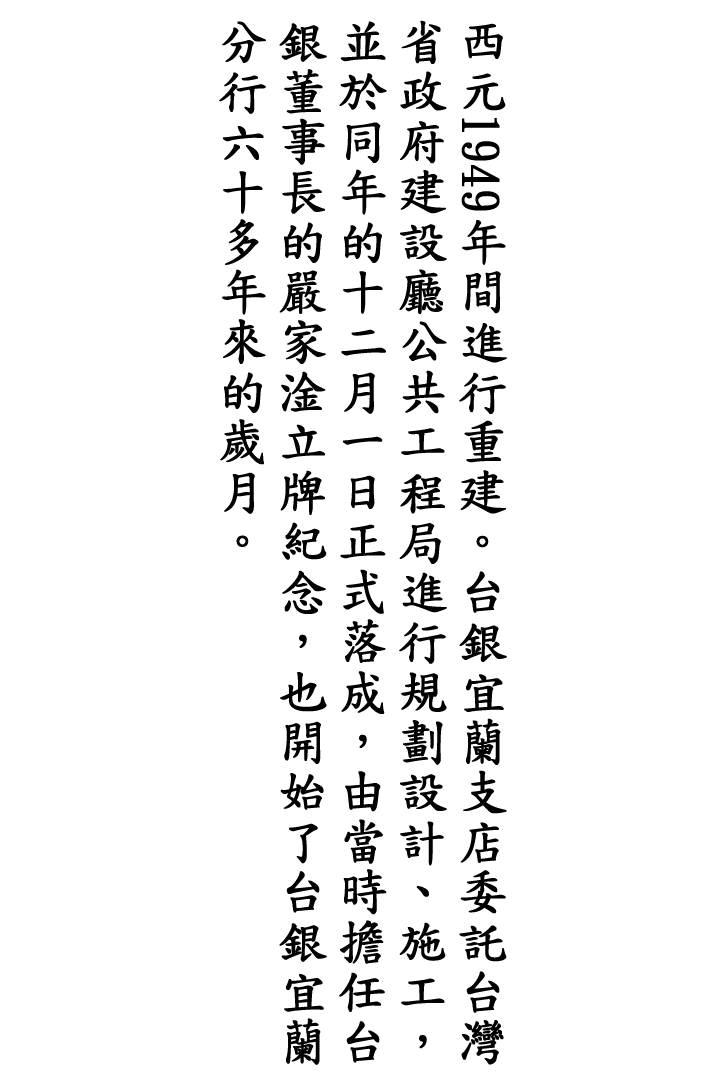 西元1949年間進行重建。台銀宜蘭支店委託台灣
省政府建設廳公共工程局進行規劃設計、施工，
並於同年的十二月一日正式落成，由當時擔任台
銀董事長的嚴家淦立牌紀念，也開始了台銀宜蘭
分行六十多年來的歲月。